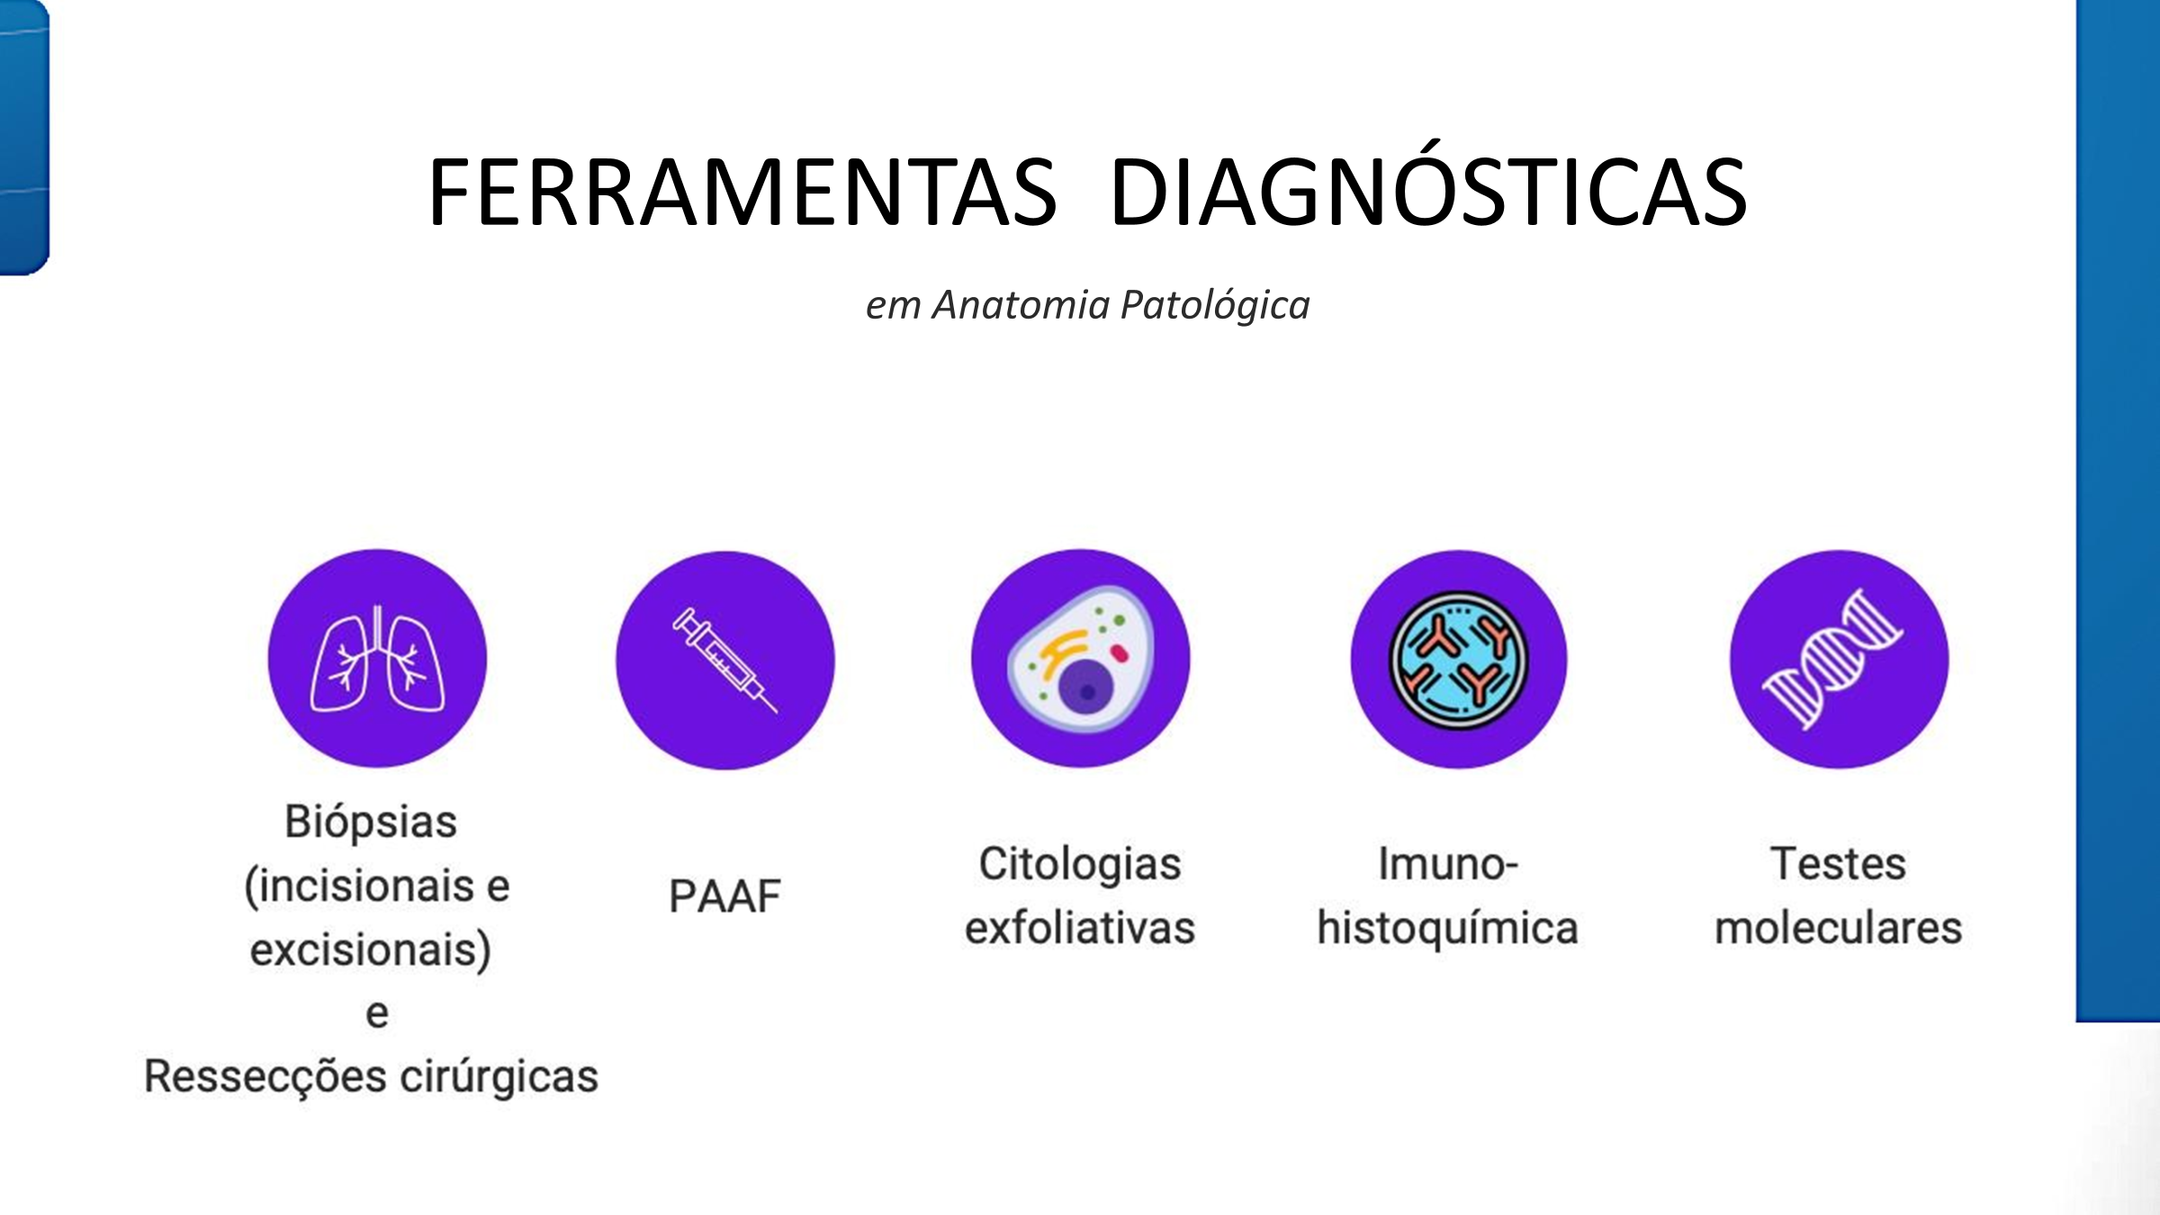 FERRAMENTAS DIAGNÓSTICAS
em Anatomia Patológica
Biópsias
(incisionais e
excisionais)
e
Ressecções cirúrgicas
PAAF
Citologias
exfoliativas
Imuno-
histoquímica
Testes
moleculares